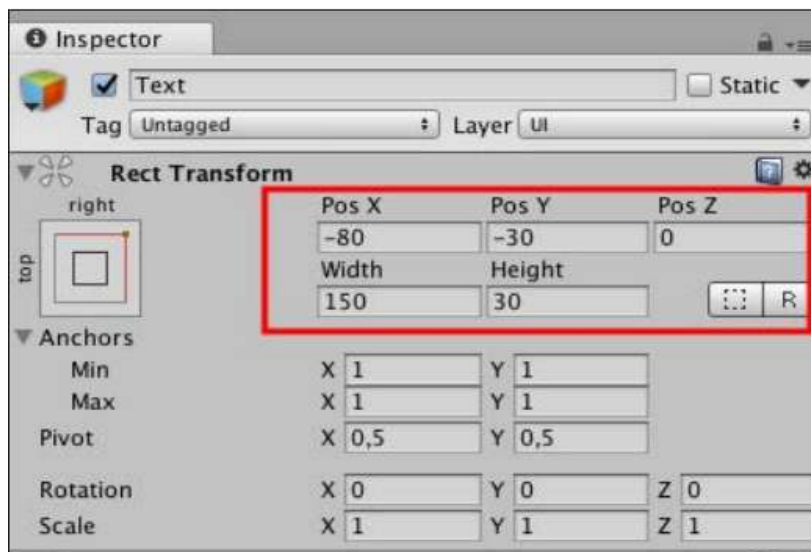 Inspector
Text Static
Tag Untagged Layer UI
Rect Transform
right Pos X Pos Y Pos Z
-80 -30 0
top Width Height
150 30 R
Anchors
Min X 1 Y 1
Max X 1 Y 1
Pivot X 0,5 Y 0,5
Rotation X 0 Y 0 Z 0
Scale X 1 Y 1 Z 1